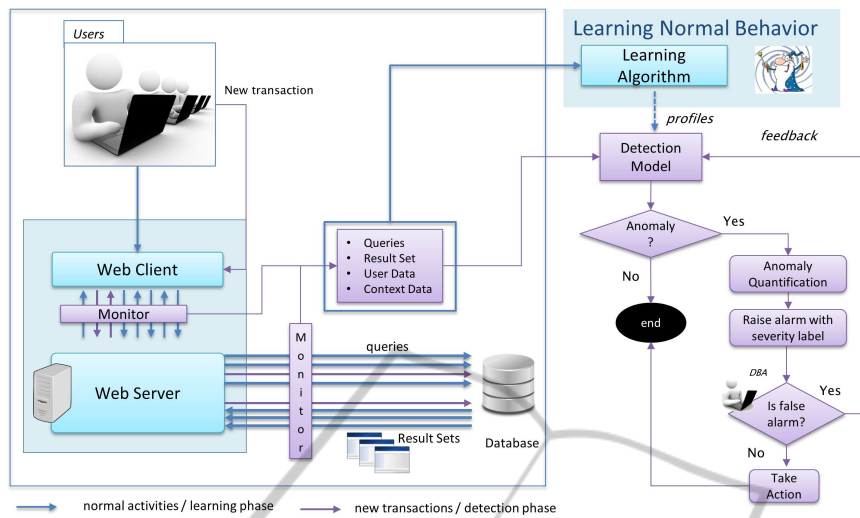 Users
New transaction
Learning Normal Behavior
Learning
Algorithm
profiles
feedback
Detection
Model
Anomaly
?
Yes
No
end
Anomaly
Quantification
Raise alarm with
severity label
DBA
Is false
alarm?
Yes
No
Take
Action
• Queries
• Result Set
• User Data
• Context Data
Web Client
Monitor
Web Server
M
o
n
i
t
o
r
queries
Result Sets
Database
normal activities / learning phase
new transactions / detection phase